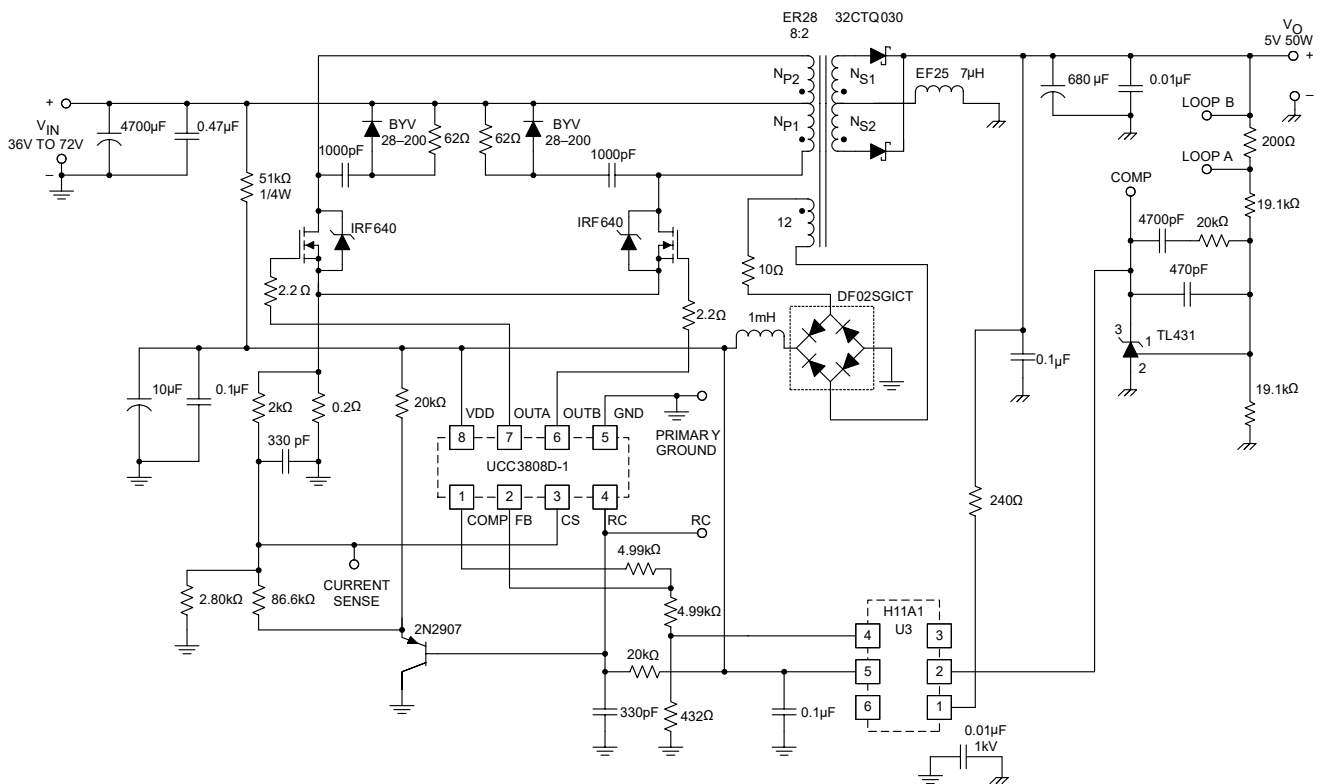 ER28 32CTQ030
8:2
VO
5V 50W
+
NP2
NS1
EF25 7µH
680 µF
0.01µF
–
+
VIN
36V TO 72V
–
4700µF
0.47µF
BYV
28–200
62Ω
62Ω
BYV
28–200
NP1
NS2
LOOP B
200Ω
LOOP A
1000pF
1000pF
51kΩ
1/4W
COMP
19.1kΩ
4700pF
20kΩ
IRF640
IRF640
12
2.2 Ω
10Ω
470pF
2.2Ω
1mH
DF02SGICT
3
1
TL431
2
0.1µF
10µF
0.1µF
2kΩ
0.2Ω
20kΩ
19.1kΩ
VDD
OUTA
OUTB
GND
PRIMARY
GROUND
330 pF
8
7
6
5
UCC3808D-1
1
2
3
4
COMP
FB
CS
RC
RC
240Ω
4.99kΩ
CURRENT
SENSE
2.80kΩ
86.6kΩ
4.99kΩ
H11A1
U3
2N2907
4
3
20kΩ
5
2
330pF
432Ω
0.1µF
6
1
0.01µF
1kV